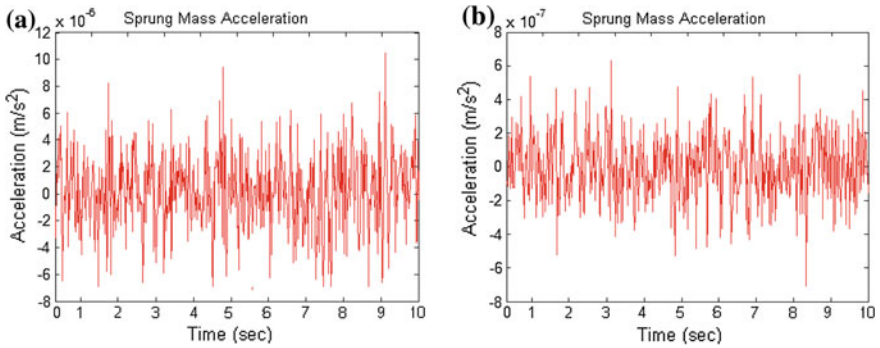 (a)
Sprung Mass Acceleration
× 10⁻⁶
12
10
8
6
4
2
0
-2
-4
-6
-8
Acceleration (m/s²)
0 1 2 3 4 5 6 7 8 9 10
Time (sec)
(b)
Sprung Mass Acceleration
× 10⁻⁷
8
6
4
2
0
-2
-4
-6
-8
Acceleration (m/s²)
0 1 2 3 4 5 6 7 8 9 10
Time (sec)